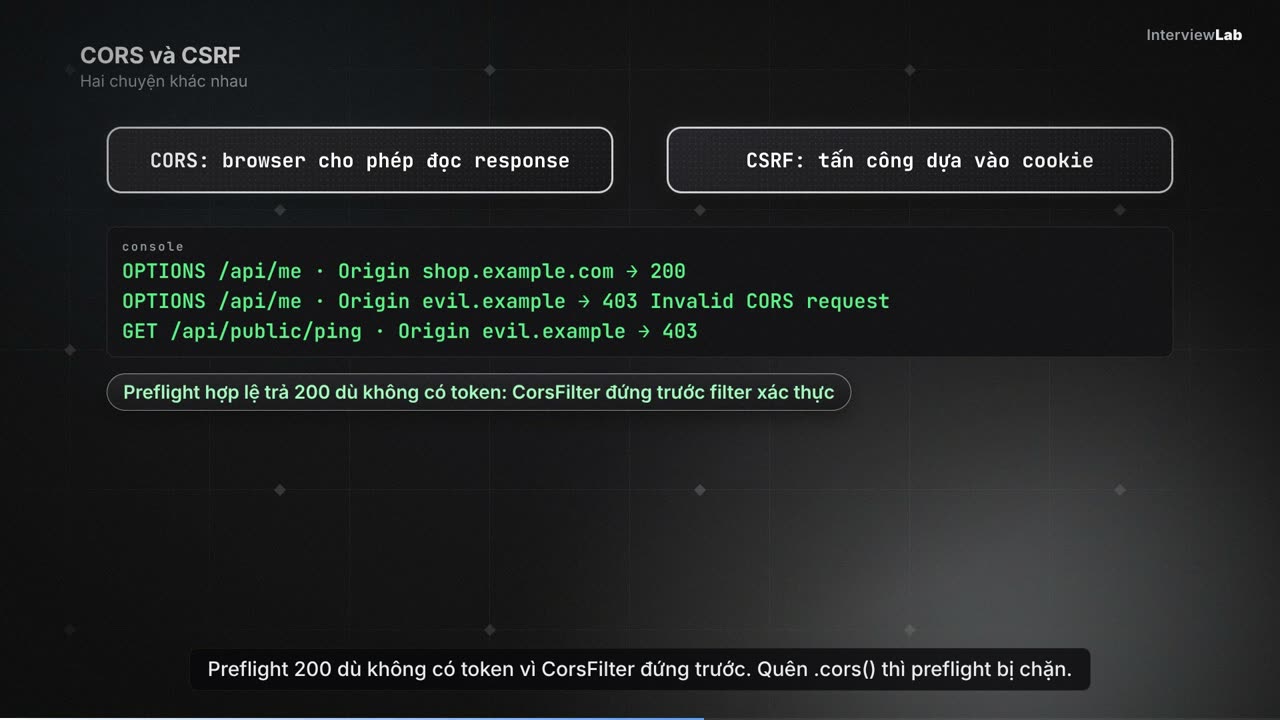 InterviewLab
CORS và CSRF
Hai chuyện khác nhau
CORS: browser cho phép đọc response
CSRF: tấn công dựa vào cookie
console
OPTIONS /api/me · Origin shop.example.com → 200
OPTIONS /api/me · Origin evil.example → 403 Invalid CORS request
GET /api/public/ping · Origin evil.example → 403
Preflight hợp lệ trả 200 dù không có token: CorsFilter đứng trước filter xác thực
Preflight 200 dù không có token vì CorsFilter đứng trước. Quên .cors() thì preflight bị chặn.